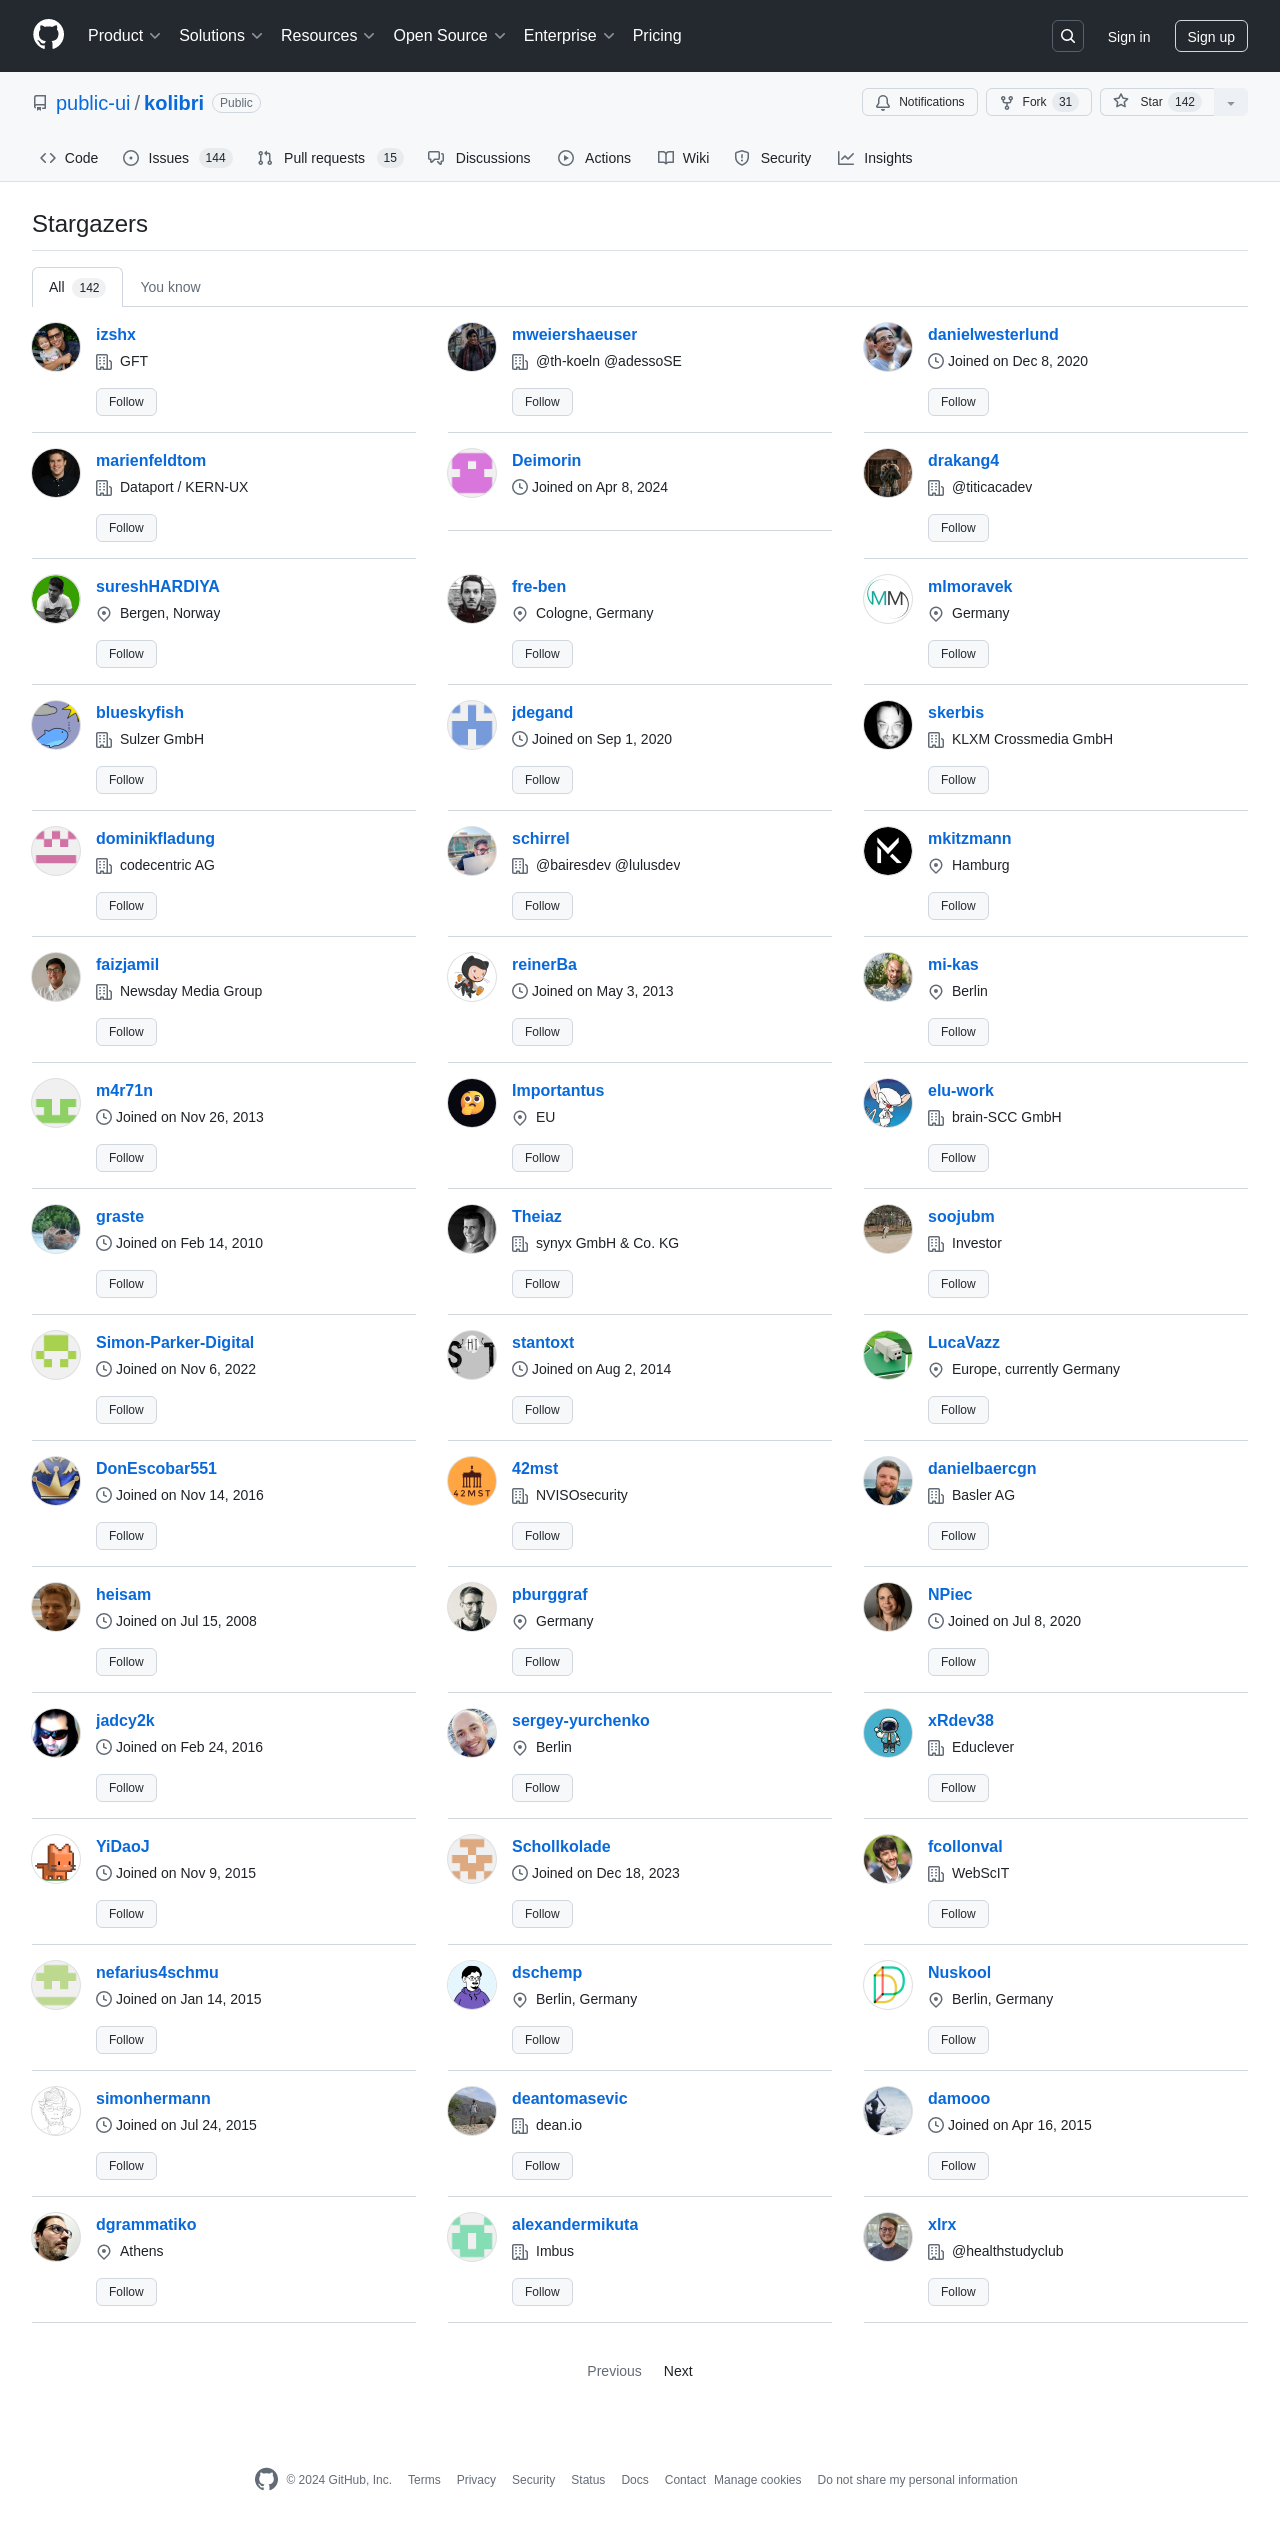 Product Solutions Resources Open Source Enterprise Pricing Sign in Sign up
public-ui / kolibri Public Notifications Fork 31 Star 142
Code Issues 144 Pull requests 15 Discussions Actions Wiki Security Insights
Stargazers
All 142 You know
izshx mweiershaeuser danielwesterlund
GFT @th-koeln @adessoSE Joined on Dec 8, 2020
Follow Follow Follow
marienfeldtom Deimorin drakang4
Dataport / KERN-UX Joined on Apr 8, 2024 @titicacadev
Follow Follow
sureshHARDIYA fre-ben mlmoravek
Bergen, Norway Cologne, Germany Germany
Follow Follow Follow
blueskyfish jdegand skerbis
Sulzer GmbH Joined on Sep 1, 2020 KLXM Crossmedia GmbH
Follow Follow Follow
dominikfladung schirrel mkitzmann
codecentric AG @bairesdev @lulusdev Hamburg
Follow Follow Follow
faizjamil reinerBa mi-kas
Newsday Media Group Joined on May 3, 2013 Berlin
Follow Follow Follow
m4r71n Importantus elu-work
Joined on Nov 26, 2013 EU brain-SCC GmbH
Follow Follow Follow
graste Theiaz soojubm
Joined on Feb 14, 2010 synyx GmbH & Co. KG Investor
Follow Follow Follow
Simon-Parker-Digital stantoxt LucaVazz
Joined on Nov 6, 2022 Joined on Aug 2, 2014 Europe, currently Germany
Follow Follow Follow
DonEscobar551 42mst danielbaercgn
Joined on Nov 14, 2016 42MST NVISOsecurity Basler AG
Follow Follow Follow
heisam pburggraf NPiec
Joined on Jul 15, 2008 Germany Joined on Jul 8, 2020
Follow Follow Follow
jadcy2k sergey-yurchenko xRdev38
Joined on Feb 24, 2016 Berlin Educlever
Follow Follow Follow
YiDaoJ Schollkolade fcollonval
Joined on Nov 9, 2015 Joined on Dec 18, 2023 WebScIT
Follow Follow Follow
nefarius4schmu dschemp Nuskool
Joined on Jan 14, 2015 Berlin, Germany Berlin, Germany
Follow Follow Follow
simonhermann deantomasevic damooo
Joined on Jul 24, 2015 dean.io Joined on Apr 16, 2015
Follow Follow Follow
dgrammatiko alexandermikuta xlrx
Athens Imbus @healthstudyclub
Follow Follow Follow
Previous Next
© 2024 GitHub, Inc. Terms Privacy Security Status Docs Contact Manage cookies Do not share my personal information